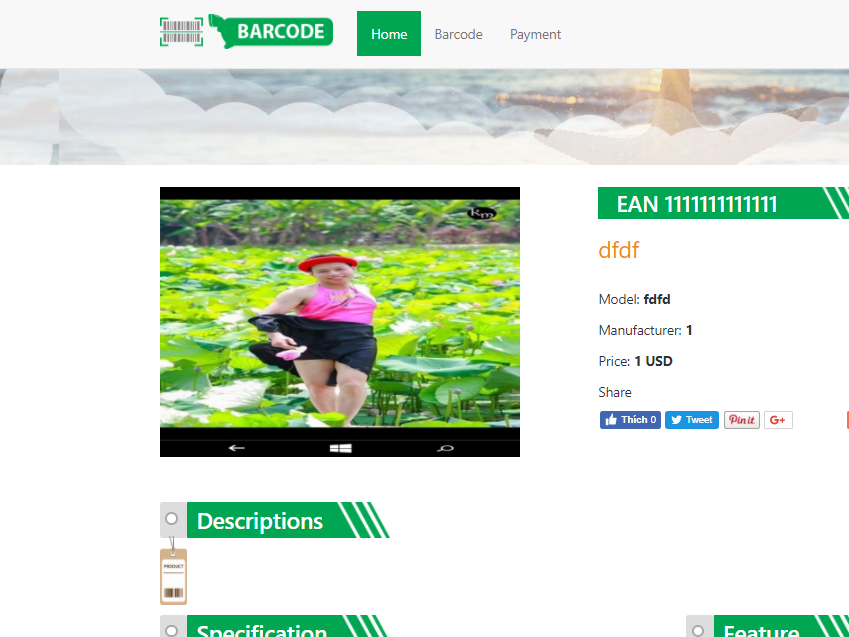 BARCODE
Home
Barcode
Payment
Km
EAN 1111111111111
dfdf
Model: fdfd
Manufacturer: 1
Price: 1 USD
Share
Thích 0
Tweet
Pin it
G+
Descriptions
PRODUCT
Specification
Feature